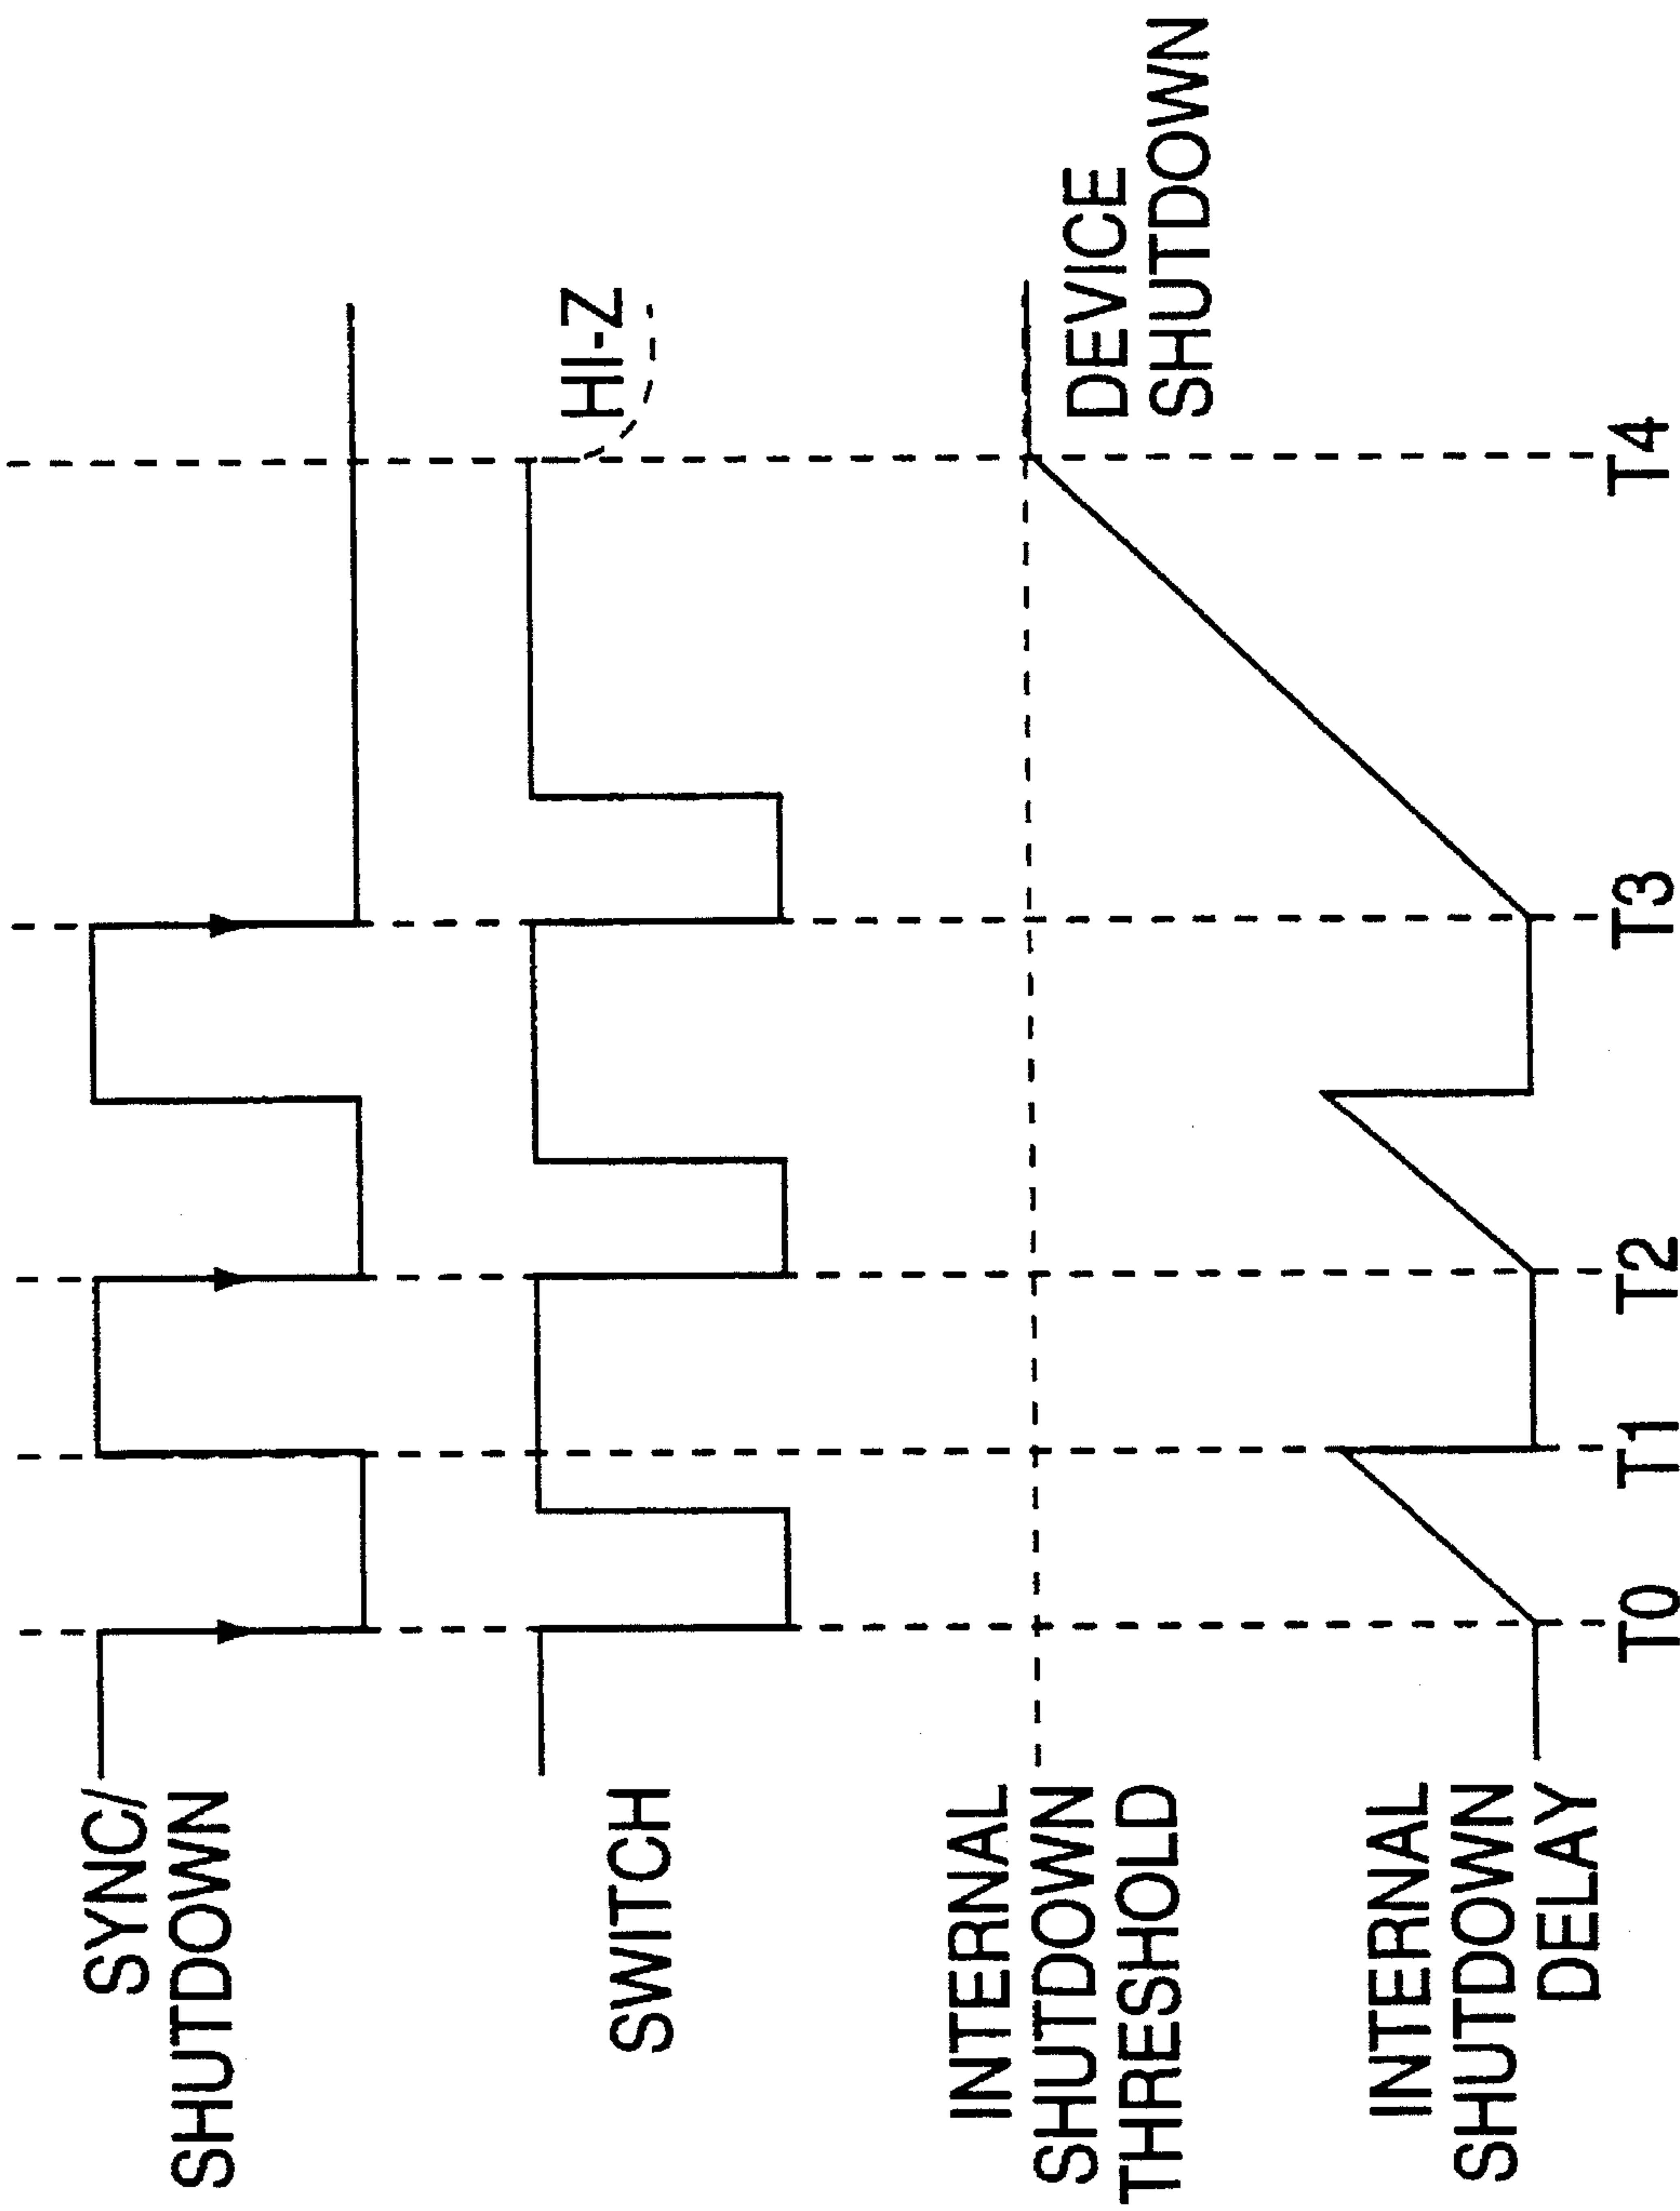 SYNC/
SHUTDOWN
SWITCH
HI-Z
INTERNAL
SHUTDOWN
THRESHOLD
DEVICE
SHUTDOWN
INTERNAL
SHUTDOWN
DELAY
T0
T1
T2
T3
T4